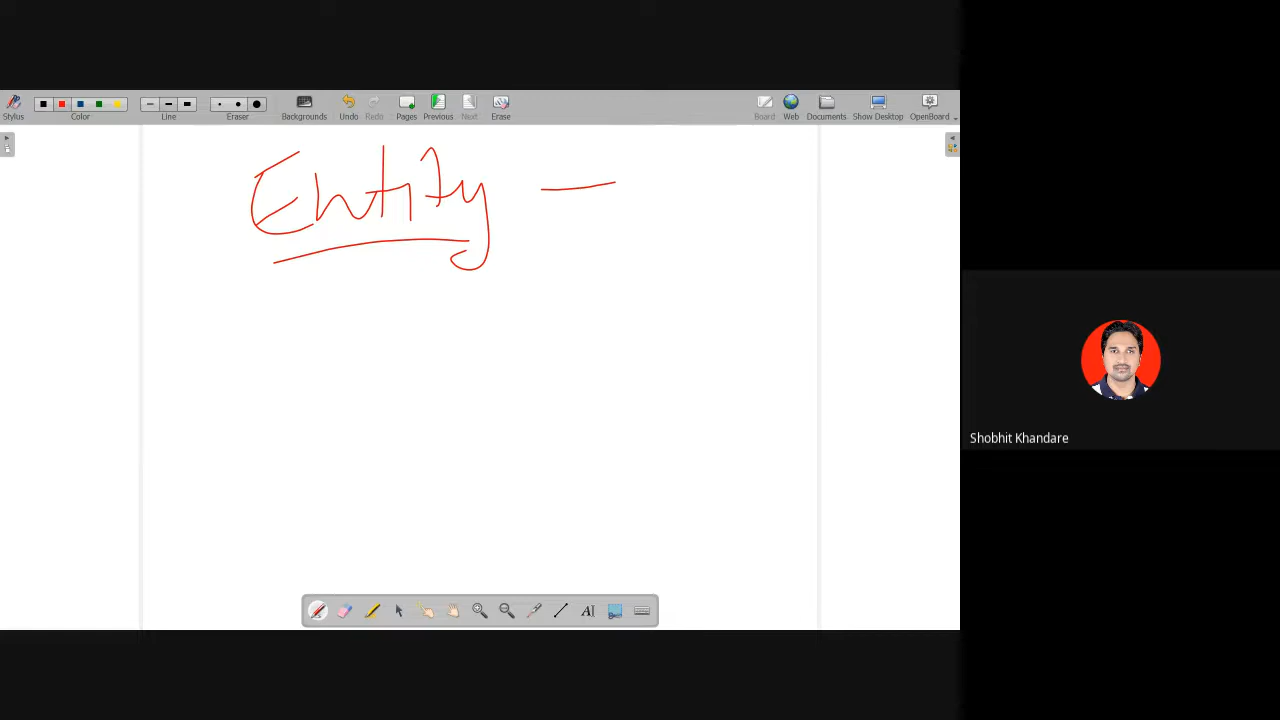 Stylus
Color
Line
Eraser
Backgrounds
Undo
Redo
Pages
Previous
Next
Erase
Board
Web
Documents
Show Desktop
OpenBoard
Entity —
Shobhit Khandare
AI